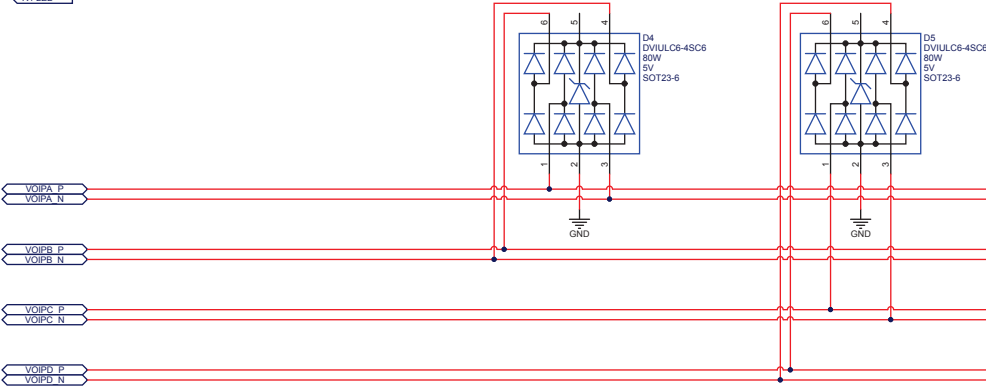 6
5
4
D4
DVIULC6-4SC6
80W
5V
SOT23-6
1
2
3
GND
6
5
4
D5
DVIULC6-4SC6
80W
5V
SOT23-6
1
2
3
GND
VOIPA_P
VOIPA_N
VOIPB_P
VOIPB_N
VOIPC_P
VOIPC_N
VOIPD_P
VOIPD_N